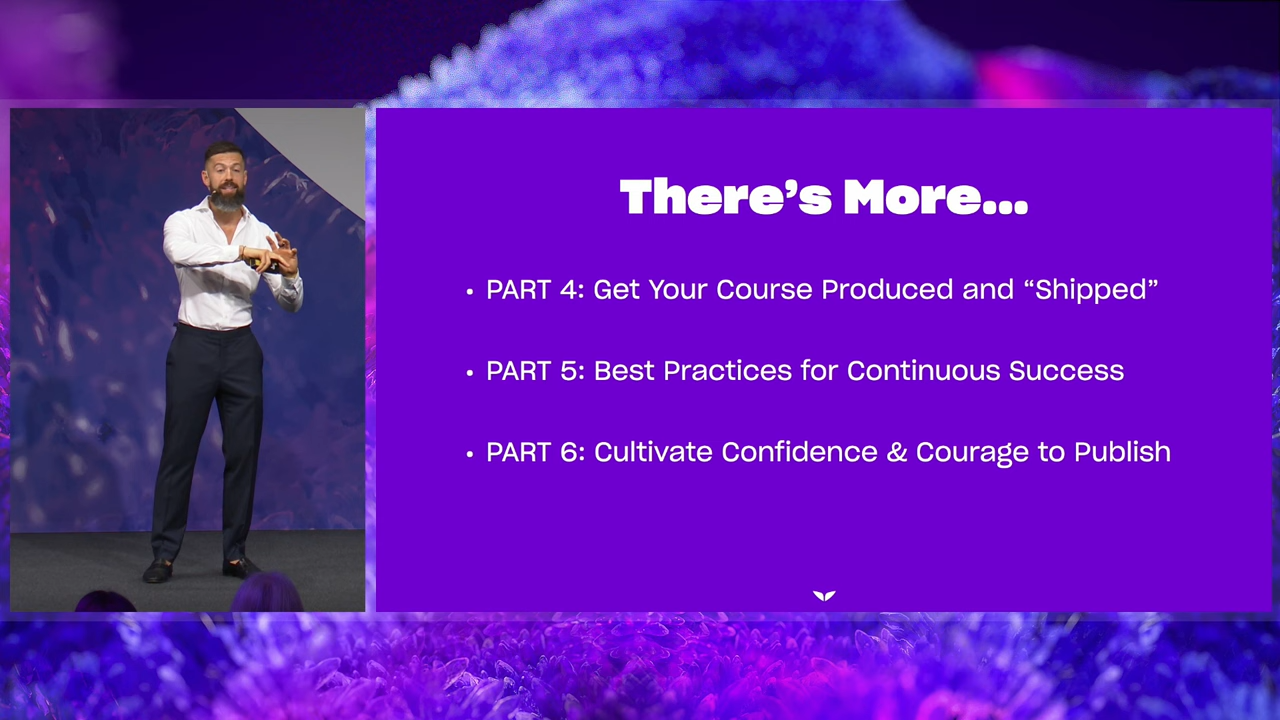 There’s More...
• PART 4: Get Your Course Produced and “Shipped”
• PART 5: Best Practices for Continuous Success
• PART 6: Cultivate Confidence & Courage to Publish